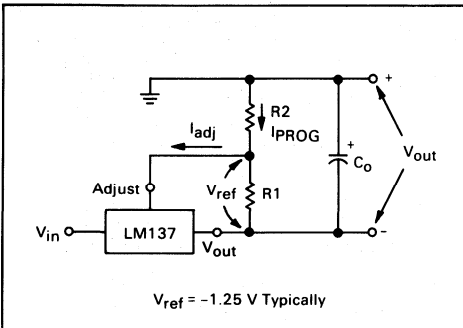 +
R2
IPROG
Iadj
+
Co
Vout
Adjust
Vref
R1
Vin
LM137
Vout
-
Vref = -1.25 V Typically